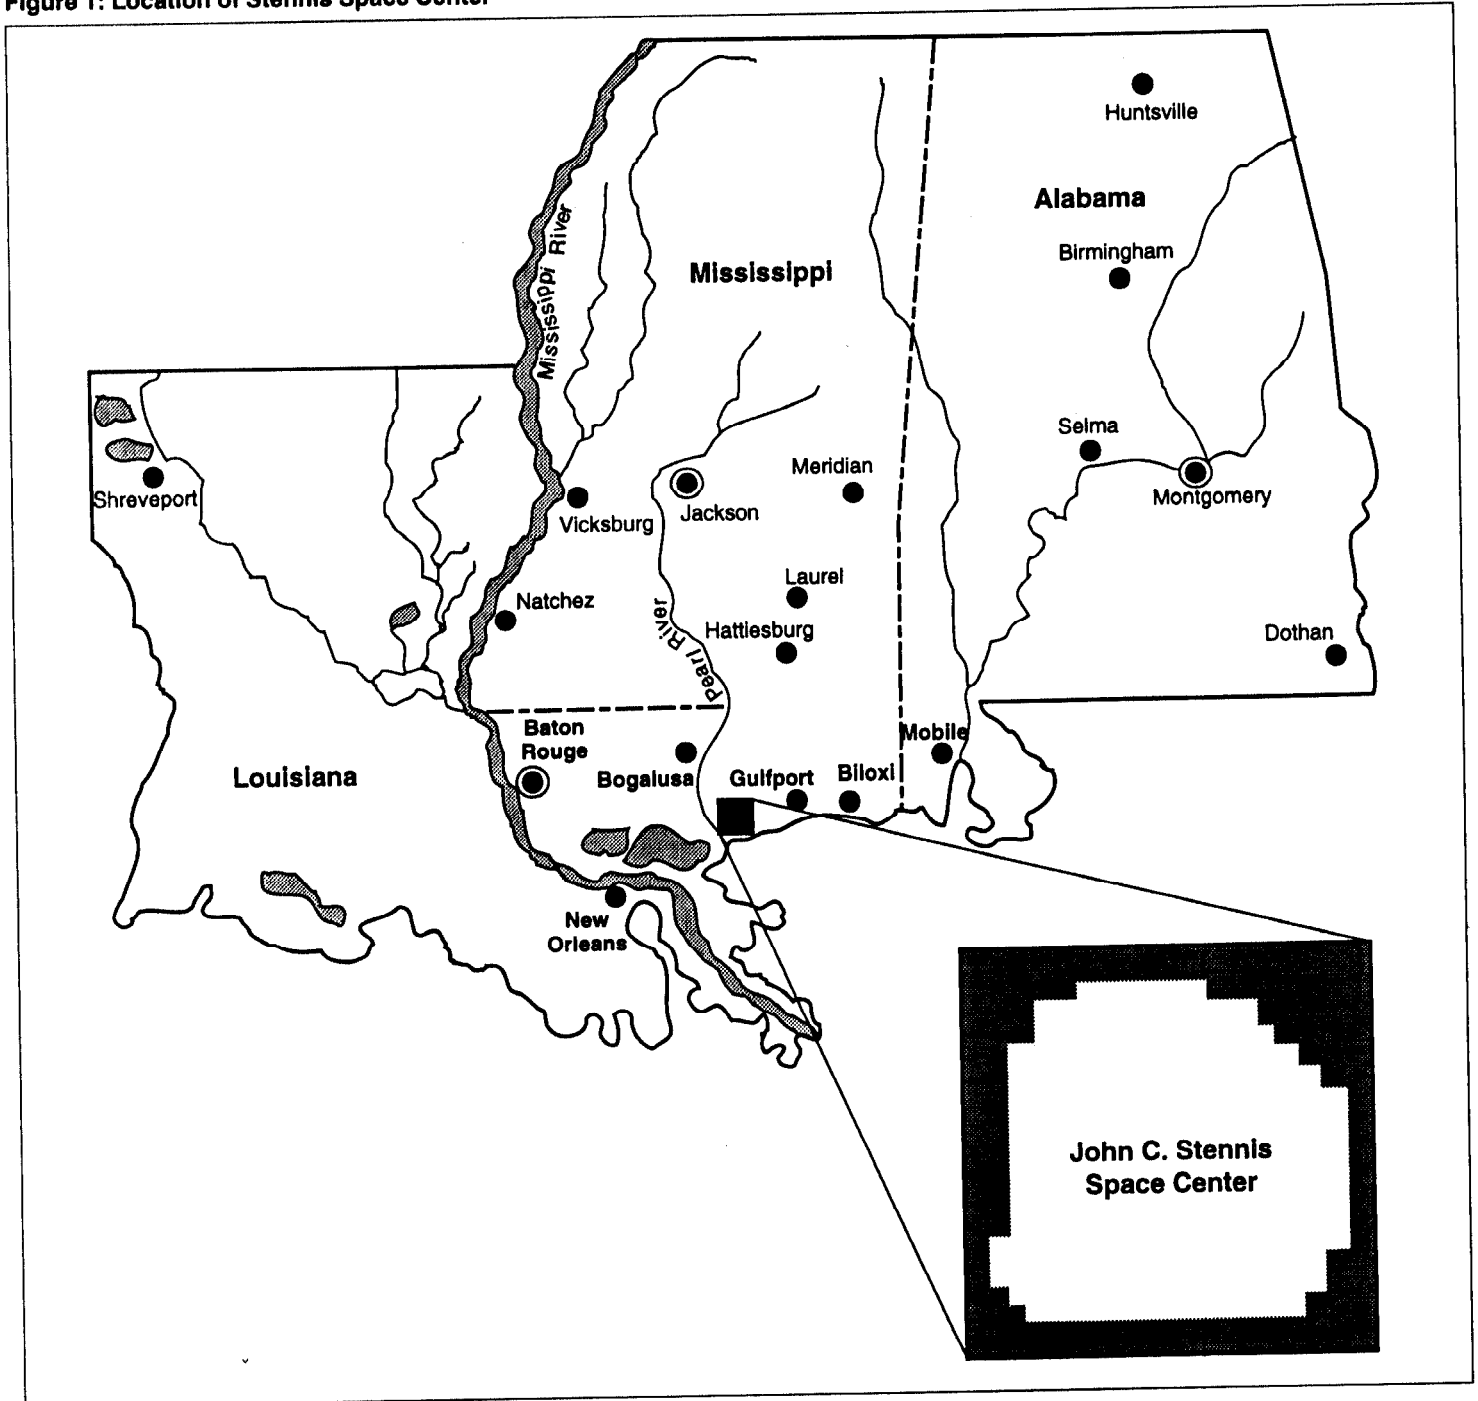 Figure 1: Location of Stennis Space Center
Huntsville
Alabama
Mississippi River
Birmingham
Mississippi
Selma
Meridian
Shreveport
Montgomery
Vicksburg
Jackson
Laurel
Natchez
Pearl River
Hattiesburg
Dothan
Baton
Rouge
Mobile
Louisiana
Bogalusa
Gulfport
Biloxi
New
Orleans
John C. Stennis
Space Center